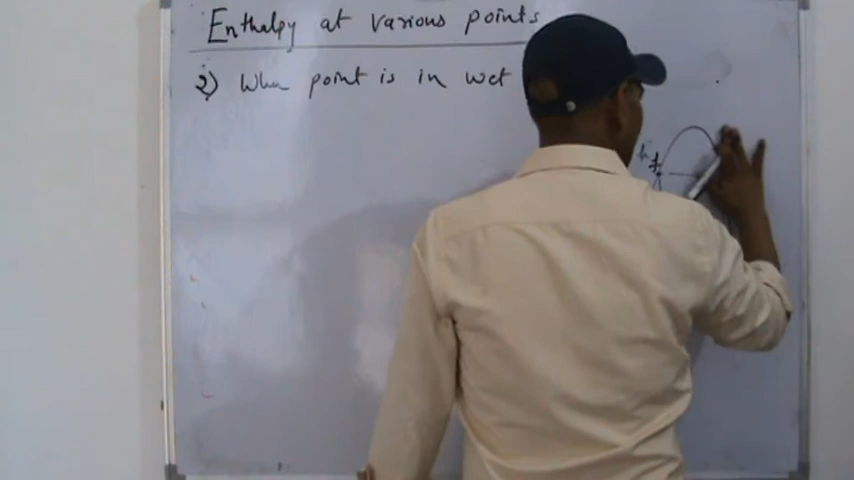 Enthalpy at various points
2) When point is in wet
f